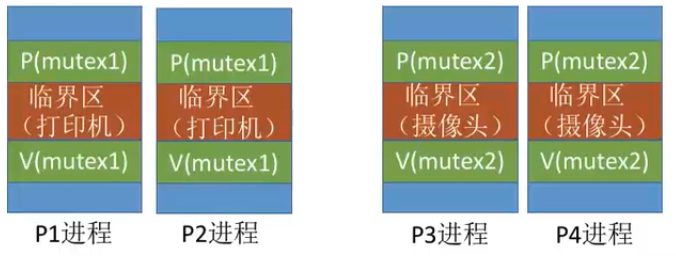 P(mutex1) P(mutex1) P(mutex2) P(mutex2)
临界区 临界区 临界区 临界区
（打印机） （打印机） （摄像头） （摄像头）
V(mutex1) V(mutex1) V(mutex2) V(mutex2)
P1进程 P2进程 P3进程 P4进程